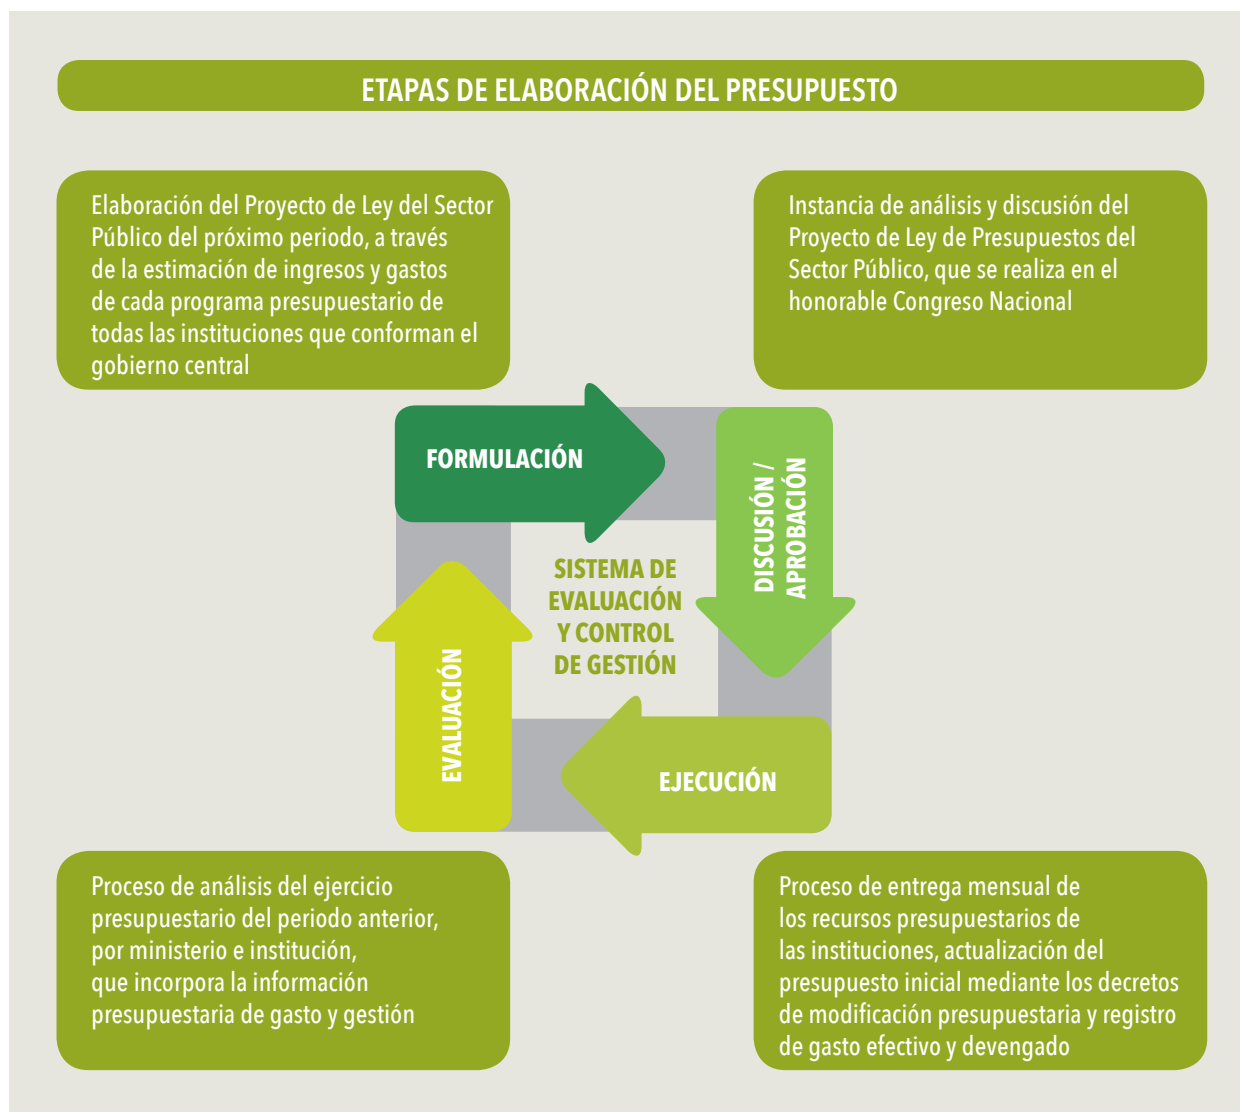 ETAPAS DE ELABORACIÓN DEL PRESUPUESTO
Elaboración del Proyecto de Ley del Sector
Público del próximo periodo, a través
de la estimación de ingresos y gastos
de cada programa presupuestario de
todas las instituciones que conforman el
gobierno central
Instancia de análisis y discusión del
Proyecto de Ley de Presupuestos del
Sector Público, que se realiza en el
honorable Congreso Nacional
FORMULACIÓN
DISCUSIÓN /
APROBACIÓN
SISTEMA DE
EVALUACIÓN
Y CONTROL
DE GESTIÓN
EVALUACIÓN
EJECUCIÓN
Proceso de análisis del ejercicio
presupuestario del periodo anterior,
por ministerio e institución,
que incorpora la información
presupuestaria de gasto y gestión
Proceso de entrega mensual de
los recursos presupuestarios de
las instituciones, actualización del
presupuesto inicial mediante los decretos
de modificación presupuestaria y registro
de gasto efectivo y devengado